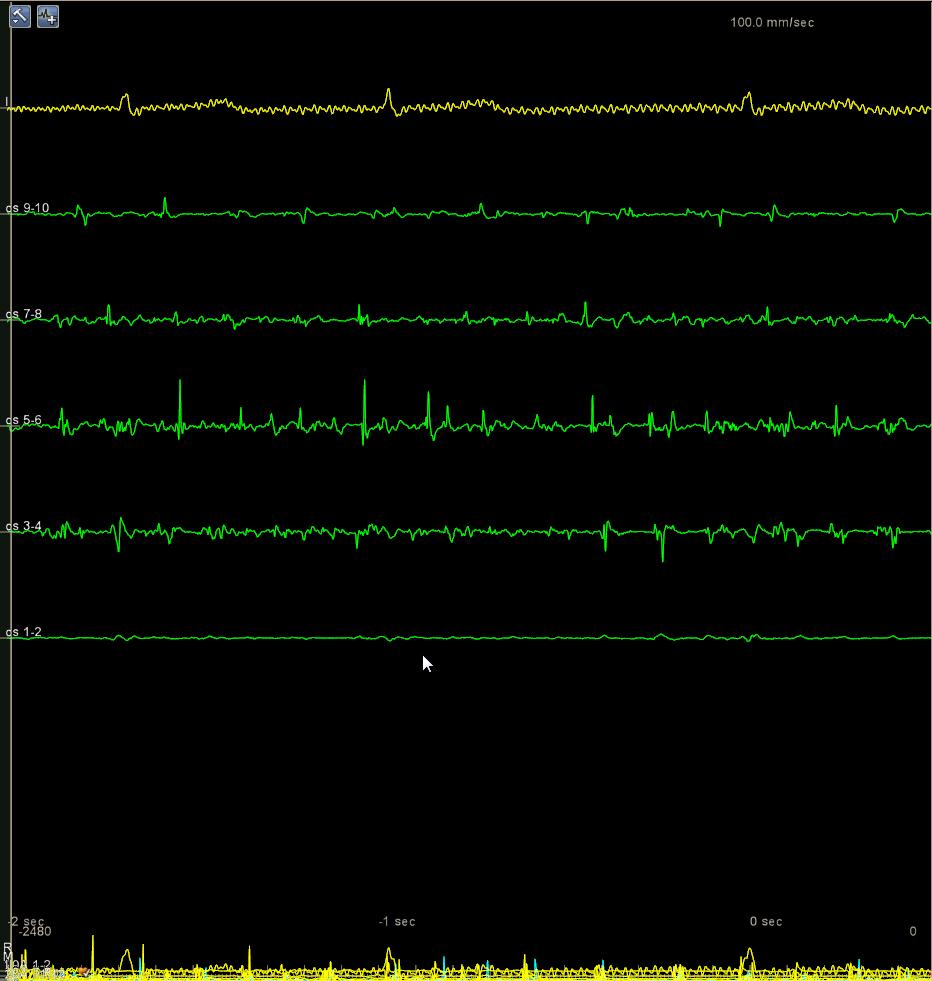 100.0 mm/sec
I
cs 9-10
cs 7-8
cs 5-6
cs 3-4
cs 1-2
-2 sec
-1 sec
0 sec
-2480
0